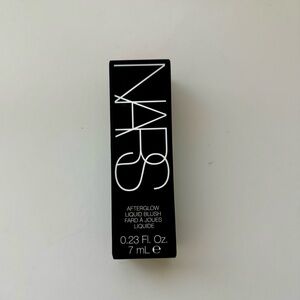 NARS
AFTERGLOW
LIQUID BLUSH
FARD À JOUES
LIQUIDE
0.23 Fl. Oz.
7 mL ℮